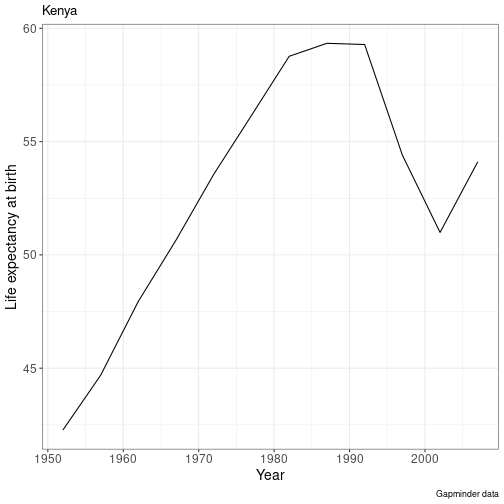 Kenya
60
55
50
45
Life expectancy at birth
1950 1960 1970 1980 1990 2000
Year
Gapminder data